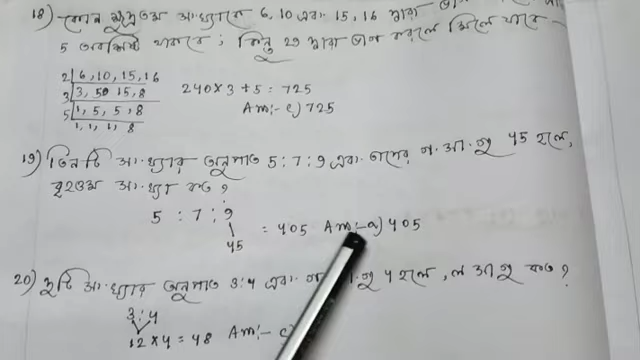 18) কোন ক্ষুদ্রতম সংখ্যাকে 6, 10 এবং 15, 16 দ্বারা
5 অবশিষ্ট থাকবে ; কিন্তু 29 দ্বারা ভাগ করলে মিলে যাবে -
2 | 6, 10, 15, 16
3 | 3, 5, 15, 8 240×3+5 = 725
5 | 1, 5, 5, 8 Ans:- c) 725
1, 1, 1, 8
19) তিনটি সংখ্যার অনুপাত 5:7:9 এবং তাদের গ.সা.গু 45 হলে,
বৃহত্তম সংখ্যা কত ?
5 : 7 : 9
45 = 405 Ans:- a) 405
20) দুটি সংখ্যার অনুপাত 3:4 এবং গ. সা.গু 4 হলে, ল সা গু কত ?
3:4
12×4 = 48 Ans:- c)